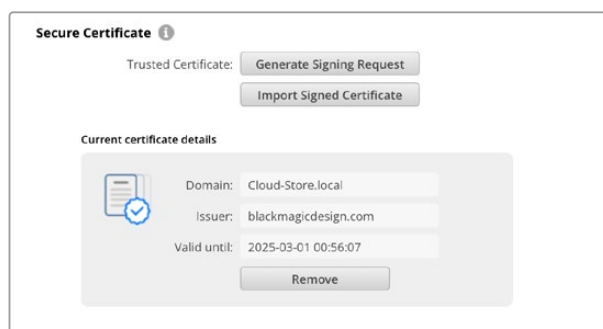 Secure Certificate
Trusted Certificate: Generate Signing Request
Import Signed Certificate
Current certificate details
Domain: Cloud-Store.local
Issuer: blackmagicdesign.com
Valid until: 2025-03-01 00:56:07
Remove